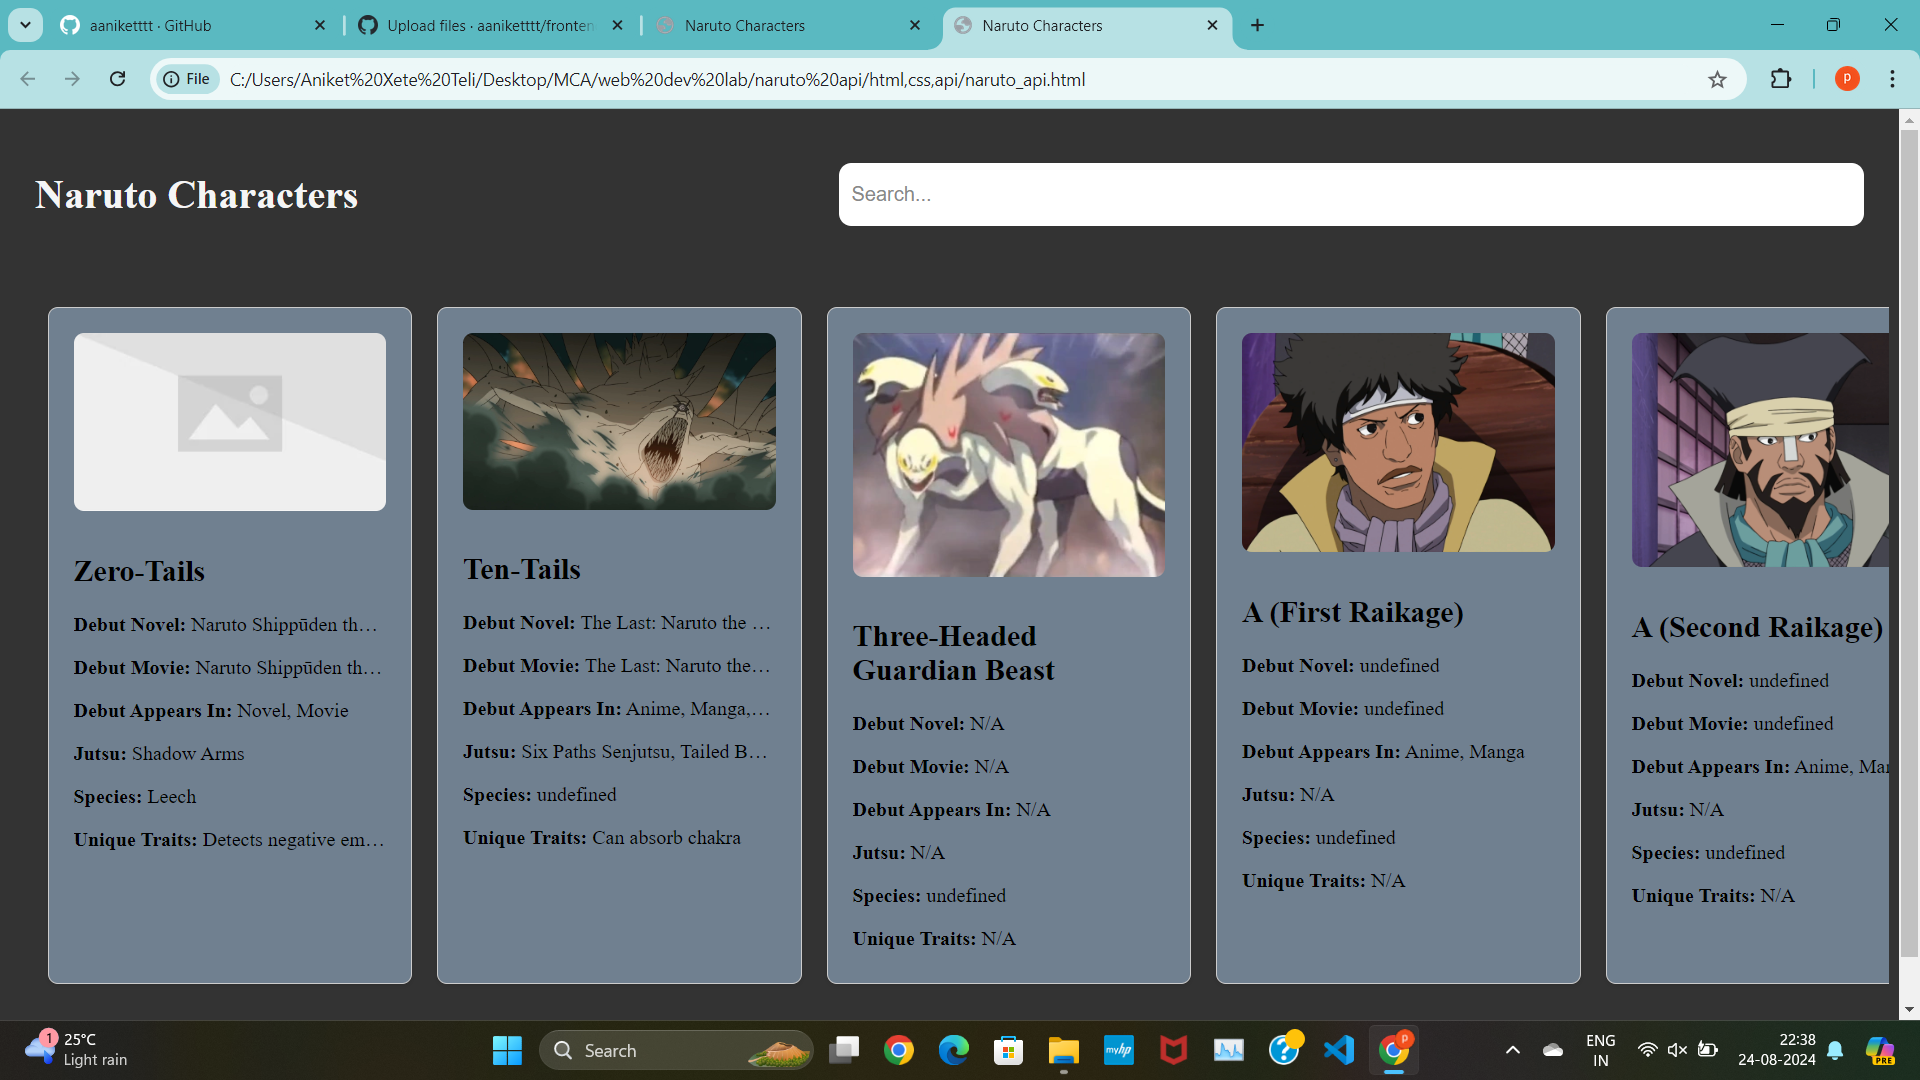 aaniketttt · GitHub
Upload files · aaniketttt/fronten
Naruto Characters
Naruto Characters
File
C:/Users/Aniket%20Xete%20Teli/Desktop/MCA/web%20dev%20lab/naruto%20api/html,css,api/naruto_api.html
P
Naruto Characters
Search...
Zero-Tails
Debut Novel: Naruto Shippūden th…
Debut Movie: Naruto Shippūden th…
Debut Appears In: Novel, Movie
Jutsu: Shadow Arms
Species: Leech
Unique Traits: Detects negative em…
Ten-Tails
Debut Novel: The Last: Naruto the …
Debut Movie: The Last: Naruto the…
Debut Appears In: Anime, Manga,…
Jutsu: Six Paths Senjutsu, Tailed B…
Species: undefined
Unique Traits: Can absorb chakra
Three-Headed
Guardian Beast
Debut Novel: N/A
Debut Movie: N/A
Debut Appears In: N/A
Jutsu: N/A
Species: undefined
Unique Traits: N/A
A (First Raikage)
Debut Novel: undefined
Debut Movie: undefined
Debut Appears In: Anime, Manga
Jutsu: N/A
Species: undefined
Unique Traits: N/A
A (Second Raikage)
Debut Novel: undefined
Debut Movie: undefined
Debut Appears In: Anime, Man
Jutsu: N/A
Species: undefined
Unique Traits: N/A
1
25°C
Light rain
Search
myhp
P
ENG
IN
22:38
24-08-2024
PRE